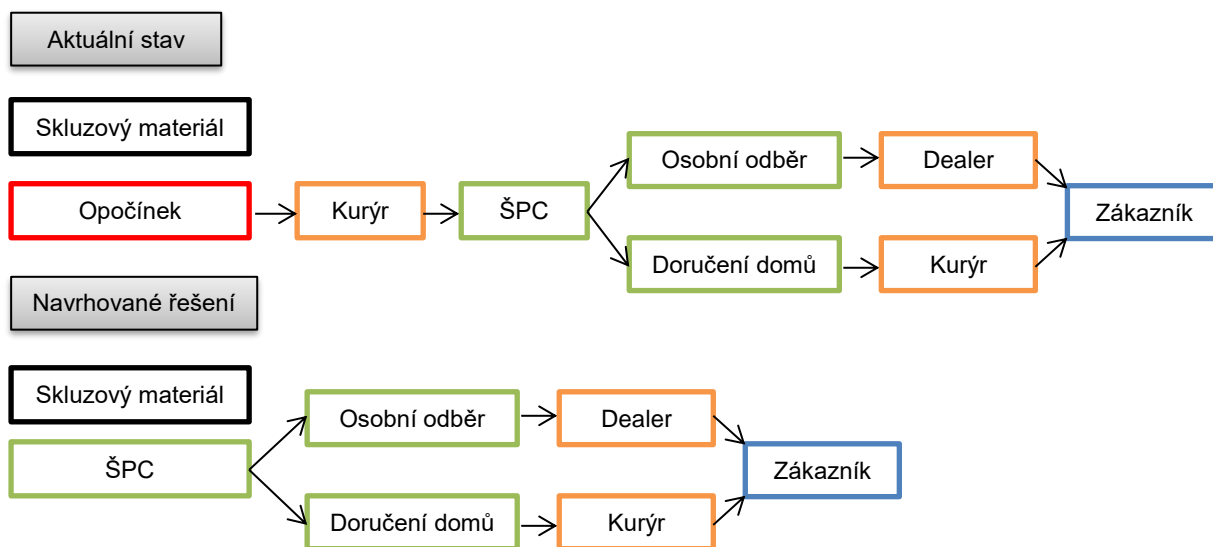 Aktuální stav
Skluzový materiál
Osobní odběr
Dealer
Opočínek
Kurýr
ŠPC
Zákazník
Doručení domů
Kurýr
Navrhované řešení
Skluzový materiál
Osobní odběr
Dealer
ŠPC
Zákazník
Doručení domů
Kurýr